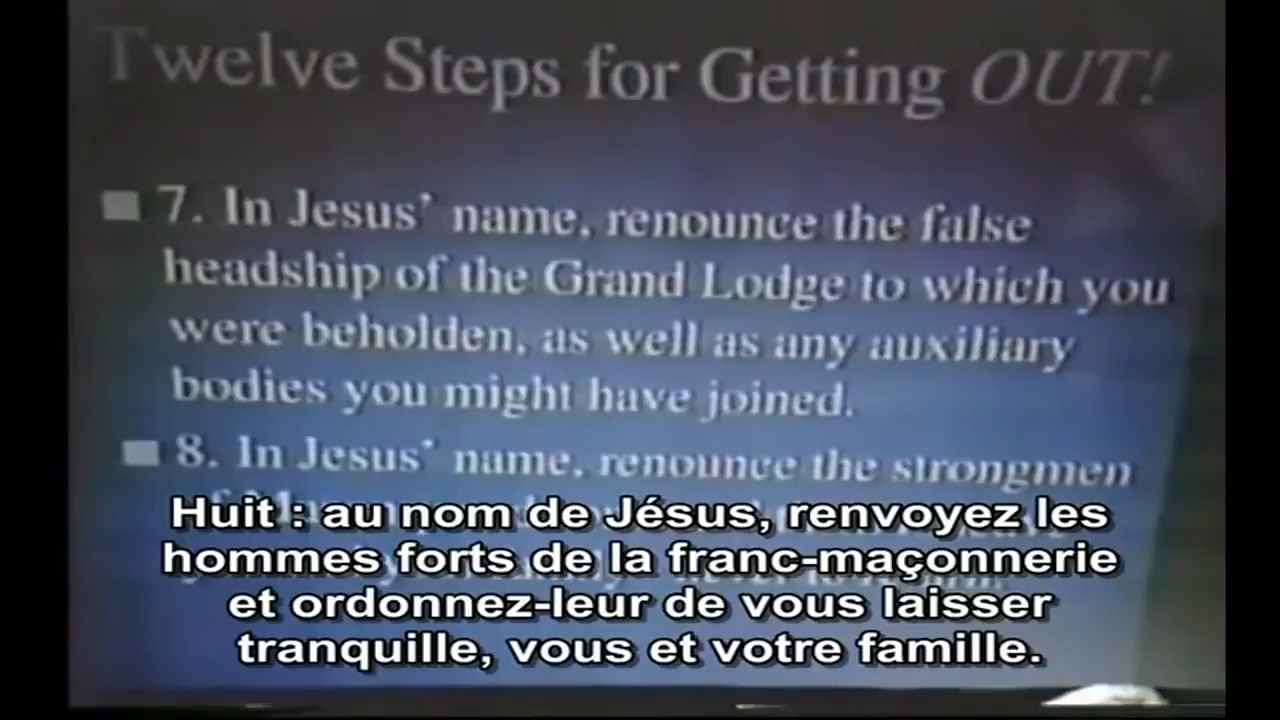 Twelve Steps for Getting OUT!
■ 7. In Jesus' name, renounce the false
headship of the Grand Lodge to which you
were beholden, as well as any auxiliary
bodies you might have joined.
■ 8. In Jesus' name, renounce the strongmen
Huit : au nom de Jésus, renvoyez les
hommes forts de la franc-maçonnerie
et ordonnez-leur de vous laisser
tranquille, vous et votre famille.